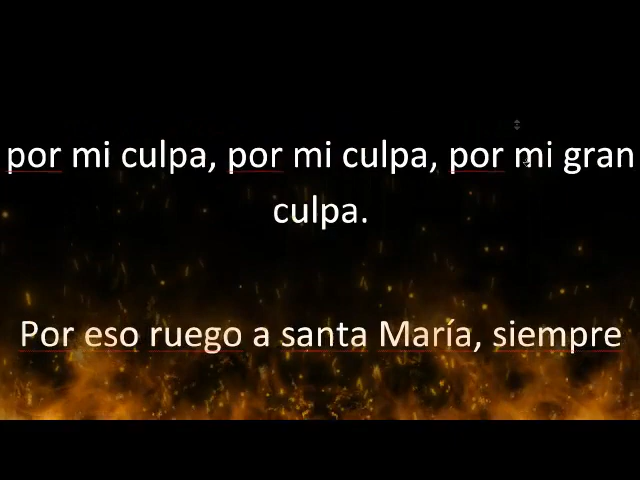 por mi culpa, por mi culpa, por mi gran
culpa.
Por eso ruego a santa María, siempre